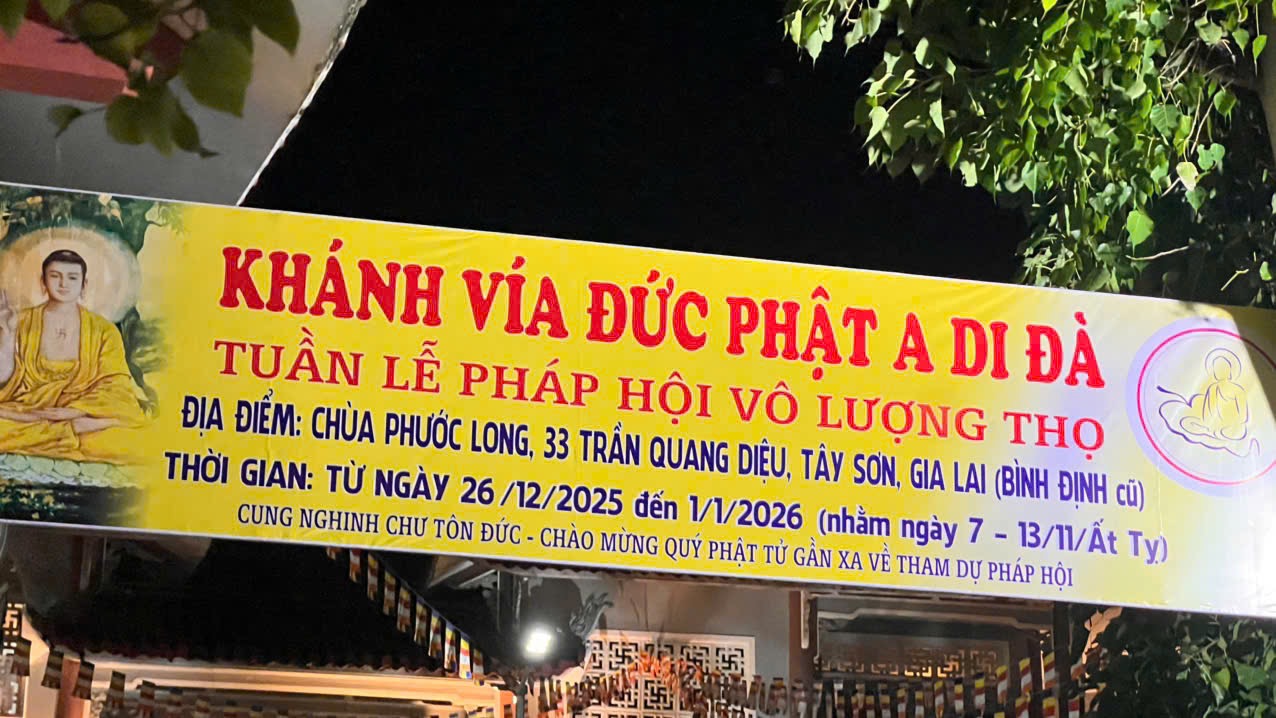 KHÁNH VÍA ĐỨC PHẬT A DI ĐÀ
TUẦN LỄ PHÁP HỘI VÔ LƯỢNG THỌ
ĐỊA ĐIỂM: CHÙA PHƯỚC LONG, 33 TRẦN QUANG DIỆU, TÂY SƠN, GIA LAI (BÌNH ĐỊNH cũ)
THỜI GIAN: TỪ NGÀY 26/12/2025 đến 1/1/2026 (nhằm ngày 7 - 13/11/Ất Tỵ)
CUNG NGHINH CHƯ TÔN ĐỨC - CHÀO MỪNG QUÝ PHẬT TỬ GẦN XA VỀ THAM DỰ PHÁP HỘI